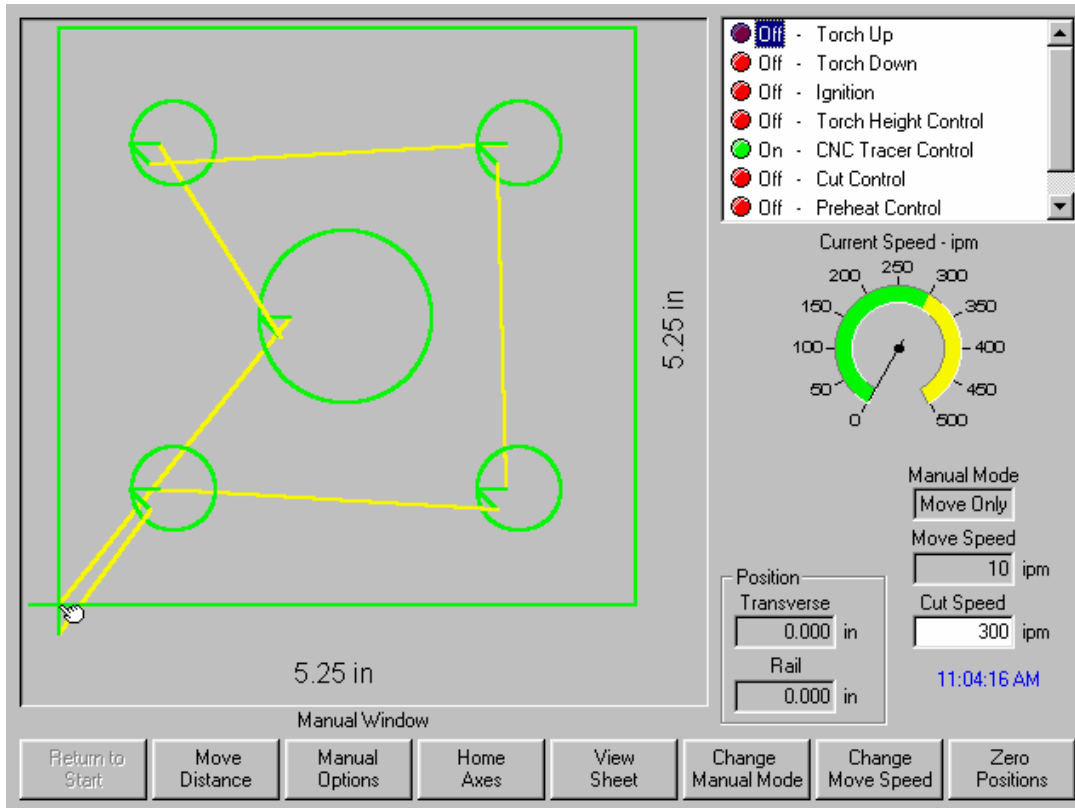 Off - Torch Up
Off - Torch Down
Off - Ignition
Off - Torch Height Control
On - CNC Tracer Control
Off - Cut Control
Off - Preheat Control
Current Speed - ipm
0
50
100
150
200
250
300
350
400
450
500
5.25 in
5.25 in
Manual Mode
Move Only
Move Speed
10 ipm
Cut Speed
300 ipm
11:04:16 AM
Position
Transverse
0.000 in
Rail
0.000 in
Manual Window
Return to
Start
Move
Distance
Manual
Options
Home
Axes
View
Sheet
Change
Manual Mode
Change
Move Speed
Zero
Positions